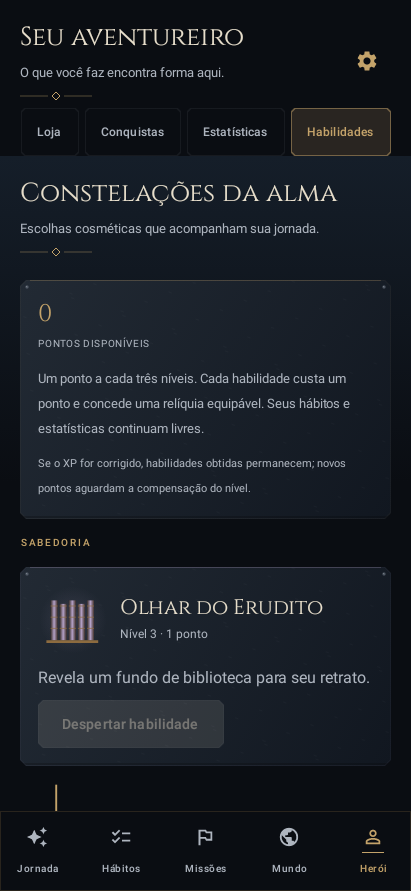 Seu aventureiro
O que você faz encontra forma aqui.
Loja
Conquistas
Estatísticas
Habilidades
Constelações da alma
Escolhas cosméticas que acompanham sua jornada.
0
PONTOS DISPONÍVEIS
Um ponto a cada três níveis. Cada habilidade custa um
ponto e concede uma relíquia equipável. Seus hábitos e
estatísticas continuam livres.
Se o XP for corrigido, habilidades obtidas permanecem; novos
pontos aguardam a compensação do nível.
SABEDORIA
Olhar do Erudito
Nível 3 · 1 ponto
Revela um fundo de biblioteca para seu retrato.
Despertar habilidade
Jornada
Hábitos
Missões
Mundo
Herói